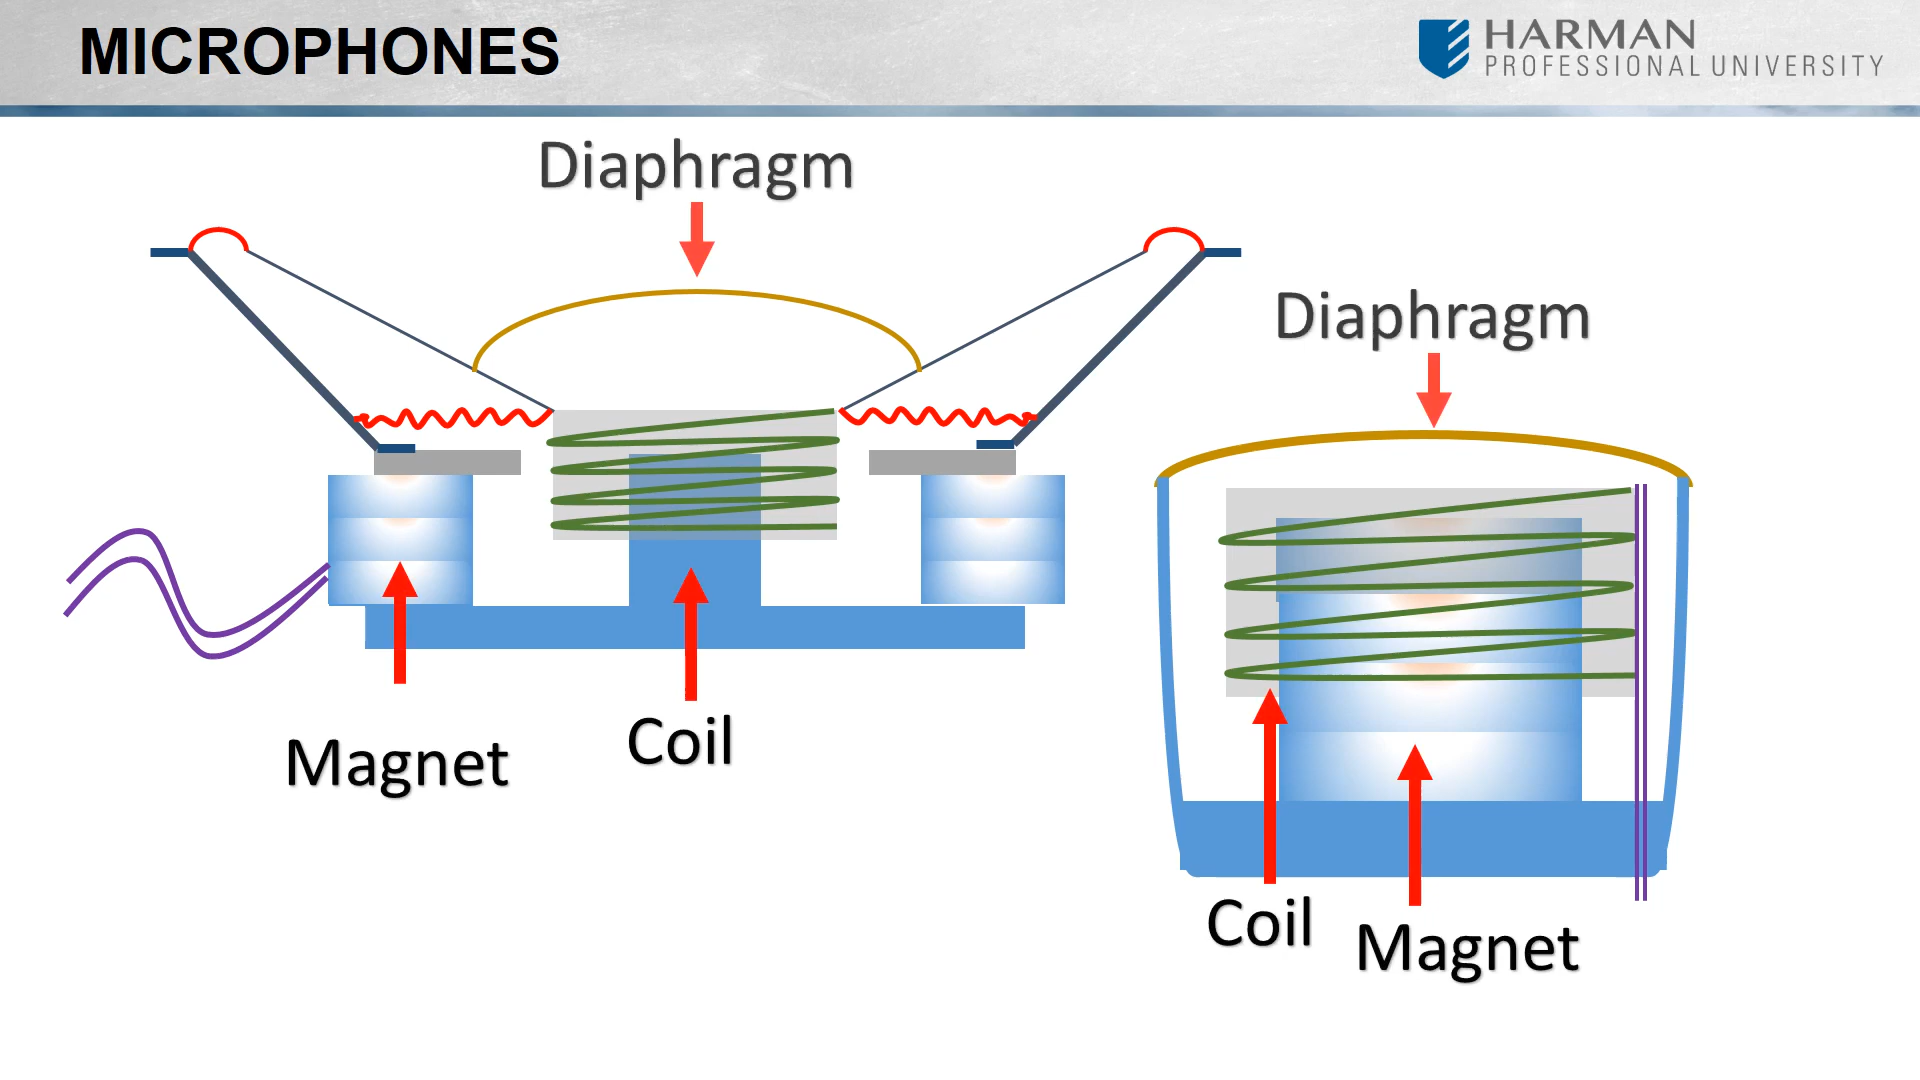 MICROPHONES
HARMAN
PROFESSIONAL UNIVERSITY
Diaphragm
Diaphragm
Magnet
Coil
Coil
Magnet